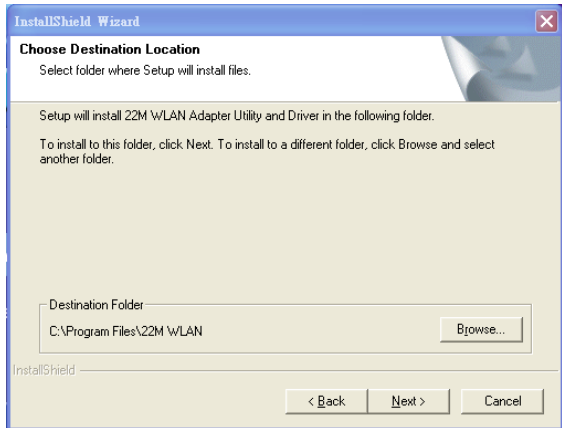 InstallShield Wizard
Choose Destination Location
Select folder where Setup will install files.
Setup will install 22M WLAN Adapter Utility and Driver in the following folder.
To install to this folder, click Next. To install to a different folder, click Browse and select
another folder.
Destination Folder
C:\Program Files\22M WLAN
Browse...
InstallShield
< Back
Next >
Cancel